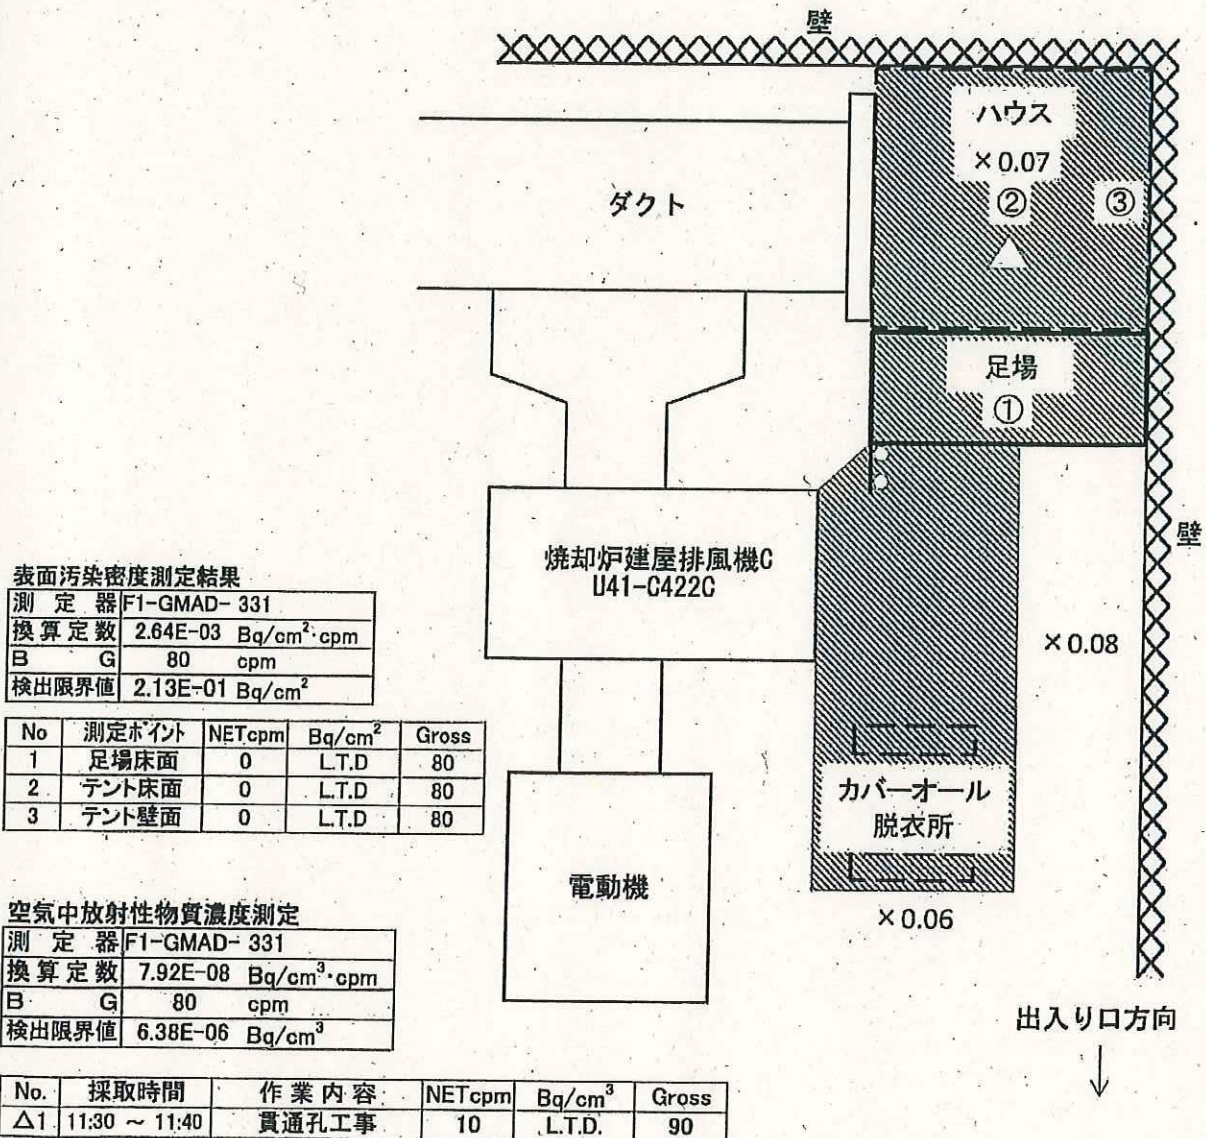 壁
ハウス
×0.07
ダクト
② ③
足場
①
壁
焼却炉建屋排風機C
U41-C422C
×0.08
表面汚染密度測定結果
測定器 F1-GMAD- 331
換算定数 2.64E-03 Bq/cm²・cpm
B G 80 cpm
検出限界値 2.13E-01 Bq/cm²
No 測定ポイント NETcpm Bq/cm² Gross
1 足場床面 0 L.T.D 80
2 テント床面 0 L.T.D 80
3 テント壁面 0 L.T.D 80
カバーオール
脱衣所
電動機
×0.06
空気中放射性物質濃度測定
測定器 F1-GMAD- 331
換算定数 7.92E-08 Bq/cm³・cpm
B G 80 cpm
検出限界値 6.38E-06 Bq/cm³
出入り口方向
No. 採取時間 作業内容 NETcpm Bq/cm³ Gross
△1 11:30 ～ 11:40 貫通孔工事 10 L.T.D. 90